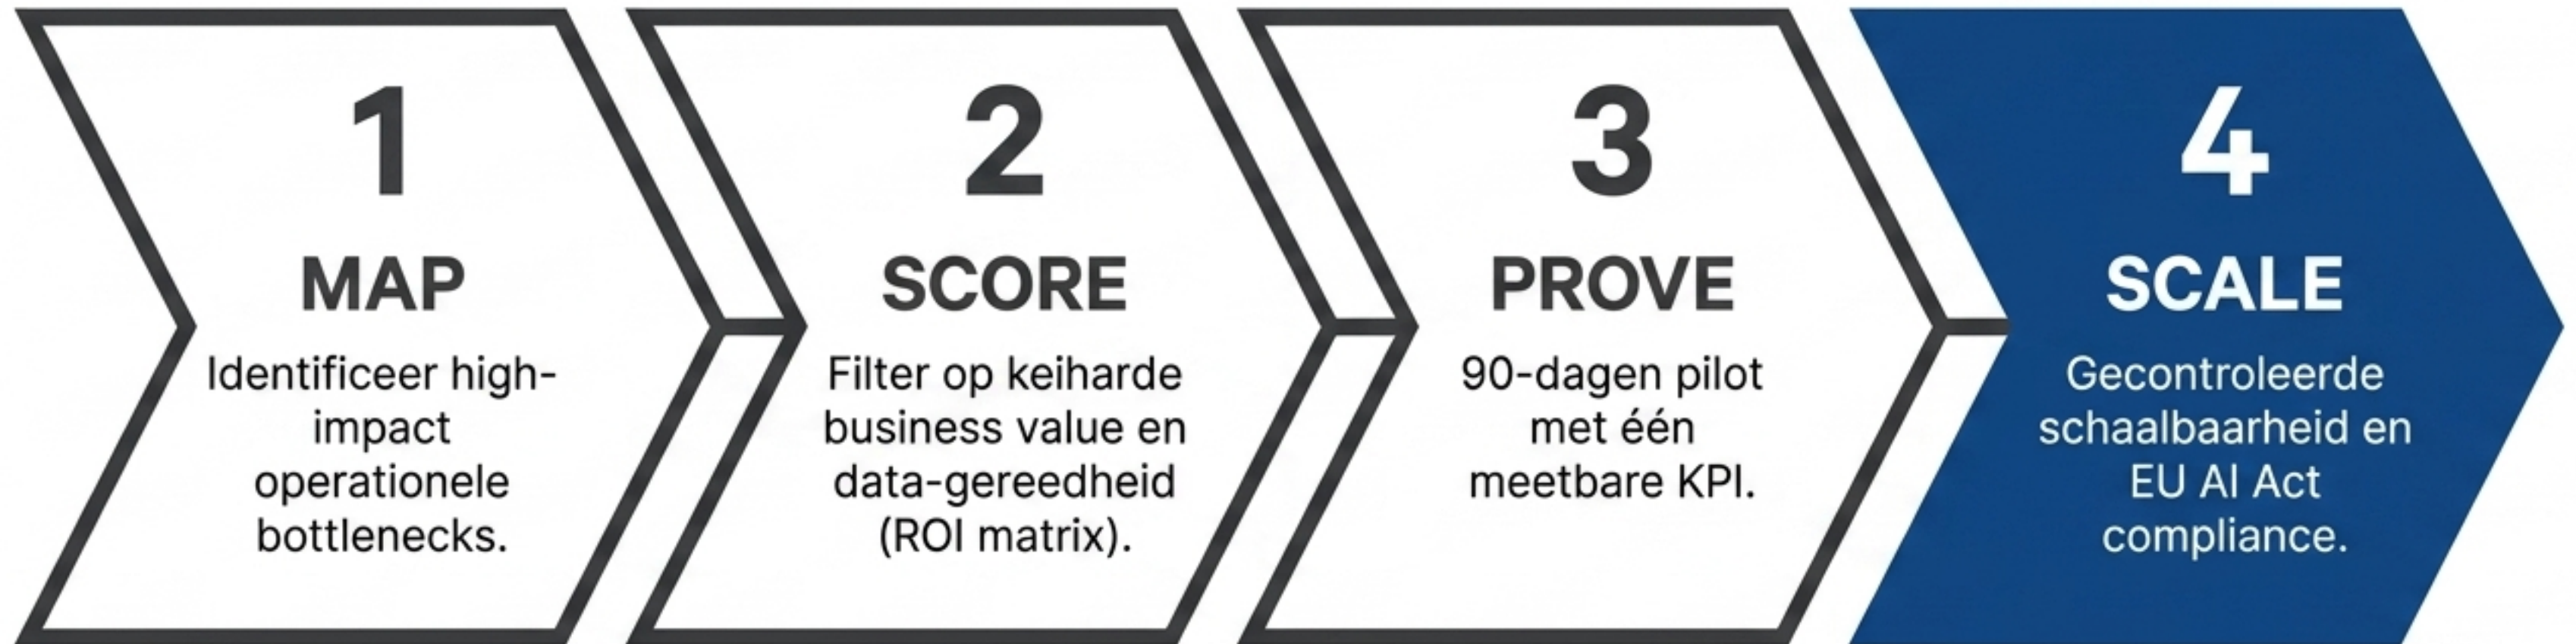 1
MAP
Identificeer high-
impact
operationele
bottlenecks.
2
SCORE
Filter op keiharde
business value en
data-gereedheid
(ROI matrix).
3
PROVE
90-dagen pilot
met één
meetbare KPI.
4
SCALE
Gecontroleerde
schaalbaarheid en
EU AI Act
compliance.